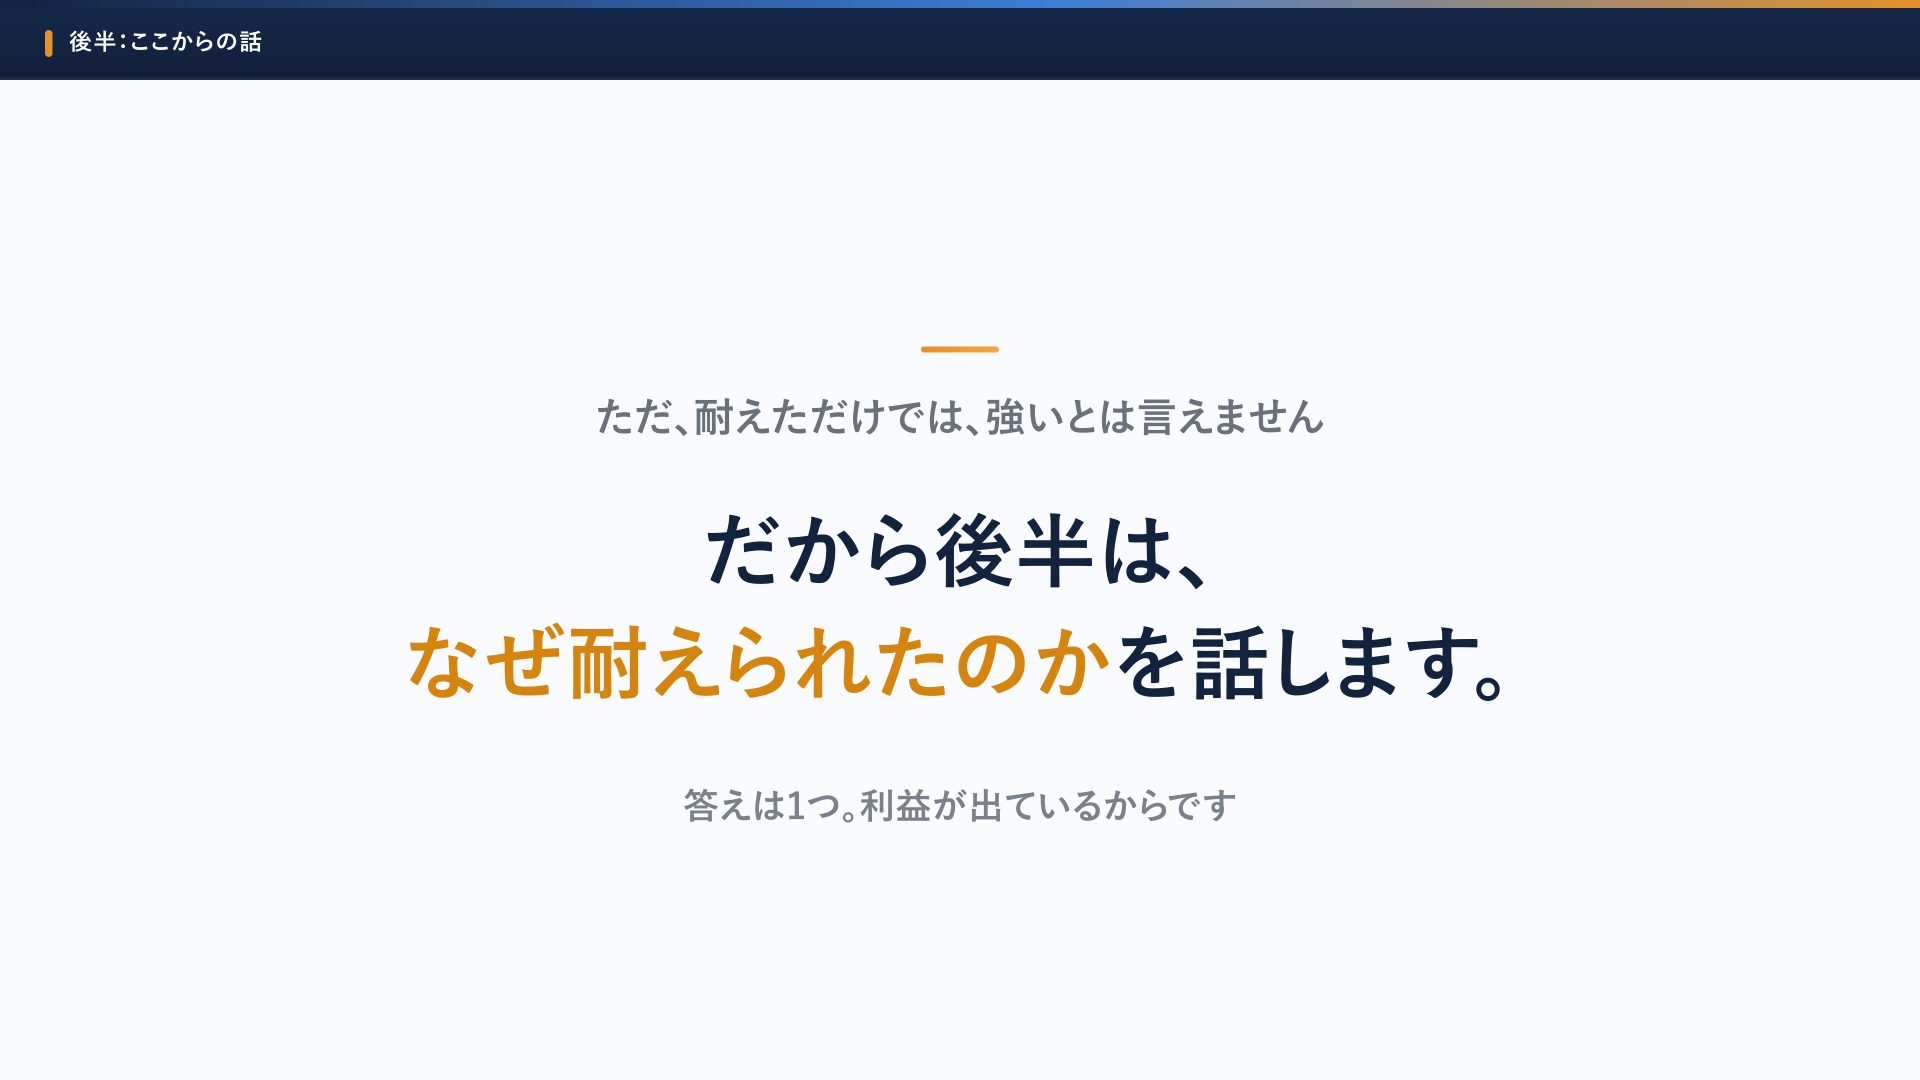 後半：ここからの話
ただ、耐えただけでは、強いとは言えません
だから後半は、
なぜ耐えられたのかを話します。
答えは1つ。利益が出ているからです